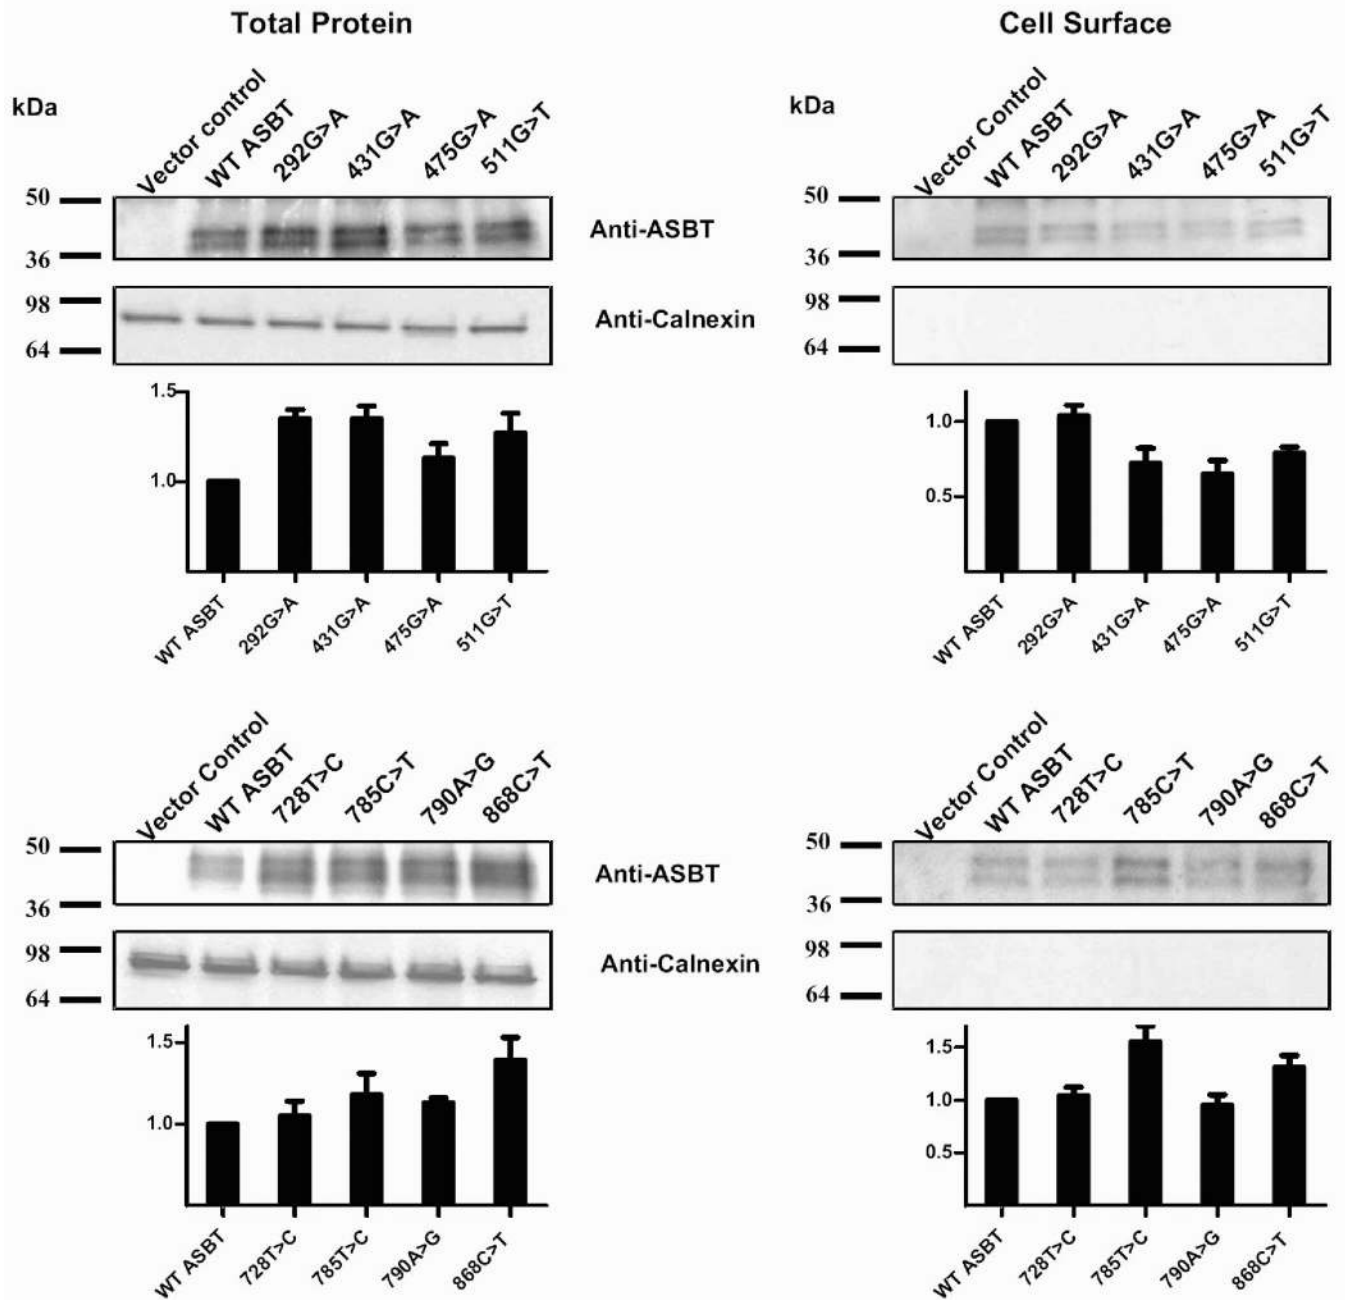 Total Protein
kDa
Vector control
WT ASBT
292G>A
431G>A
475G>A
511G>T
50
36
Anti-ASBT
98
64
Anti-Calnexin
1.5
1.0
WT ASBT
292G>A
431G>A
475G>A
511G>T
Cell Surface
kDa
Vector Control
WT ASBT
292G>A
431G>A
475G>A
511G>T
50
36
98
64
1.0
0.5
WT ASBT
292G>A
431G>A
475G>A
511G>T
Vector Control
WT ASBT
728T>C
785C>T
790A>G
868C>T
50
36
Anti-ASBT
98
64
Anti-Calnexin
1.5
1.0
WT ASBT
728T>C
785T>C
790A>G
868C>T
Vector Control
WT ASBT
728T>C
785C>T
790A>G
868C>T
50
36
98
64
1.5
1.0
0.5
WT ASBT
728T>C
785T>C
790A>G
868C>T